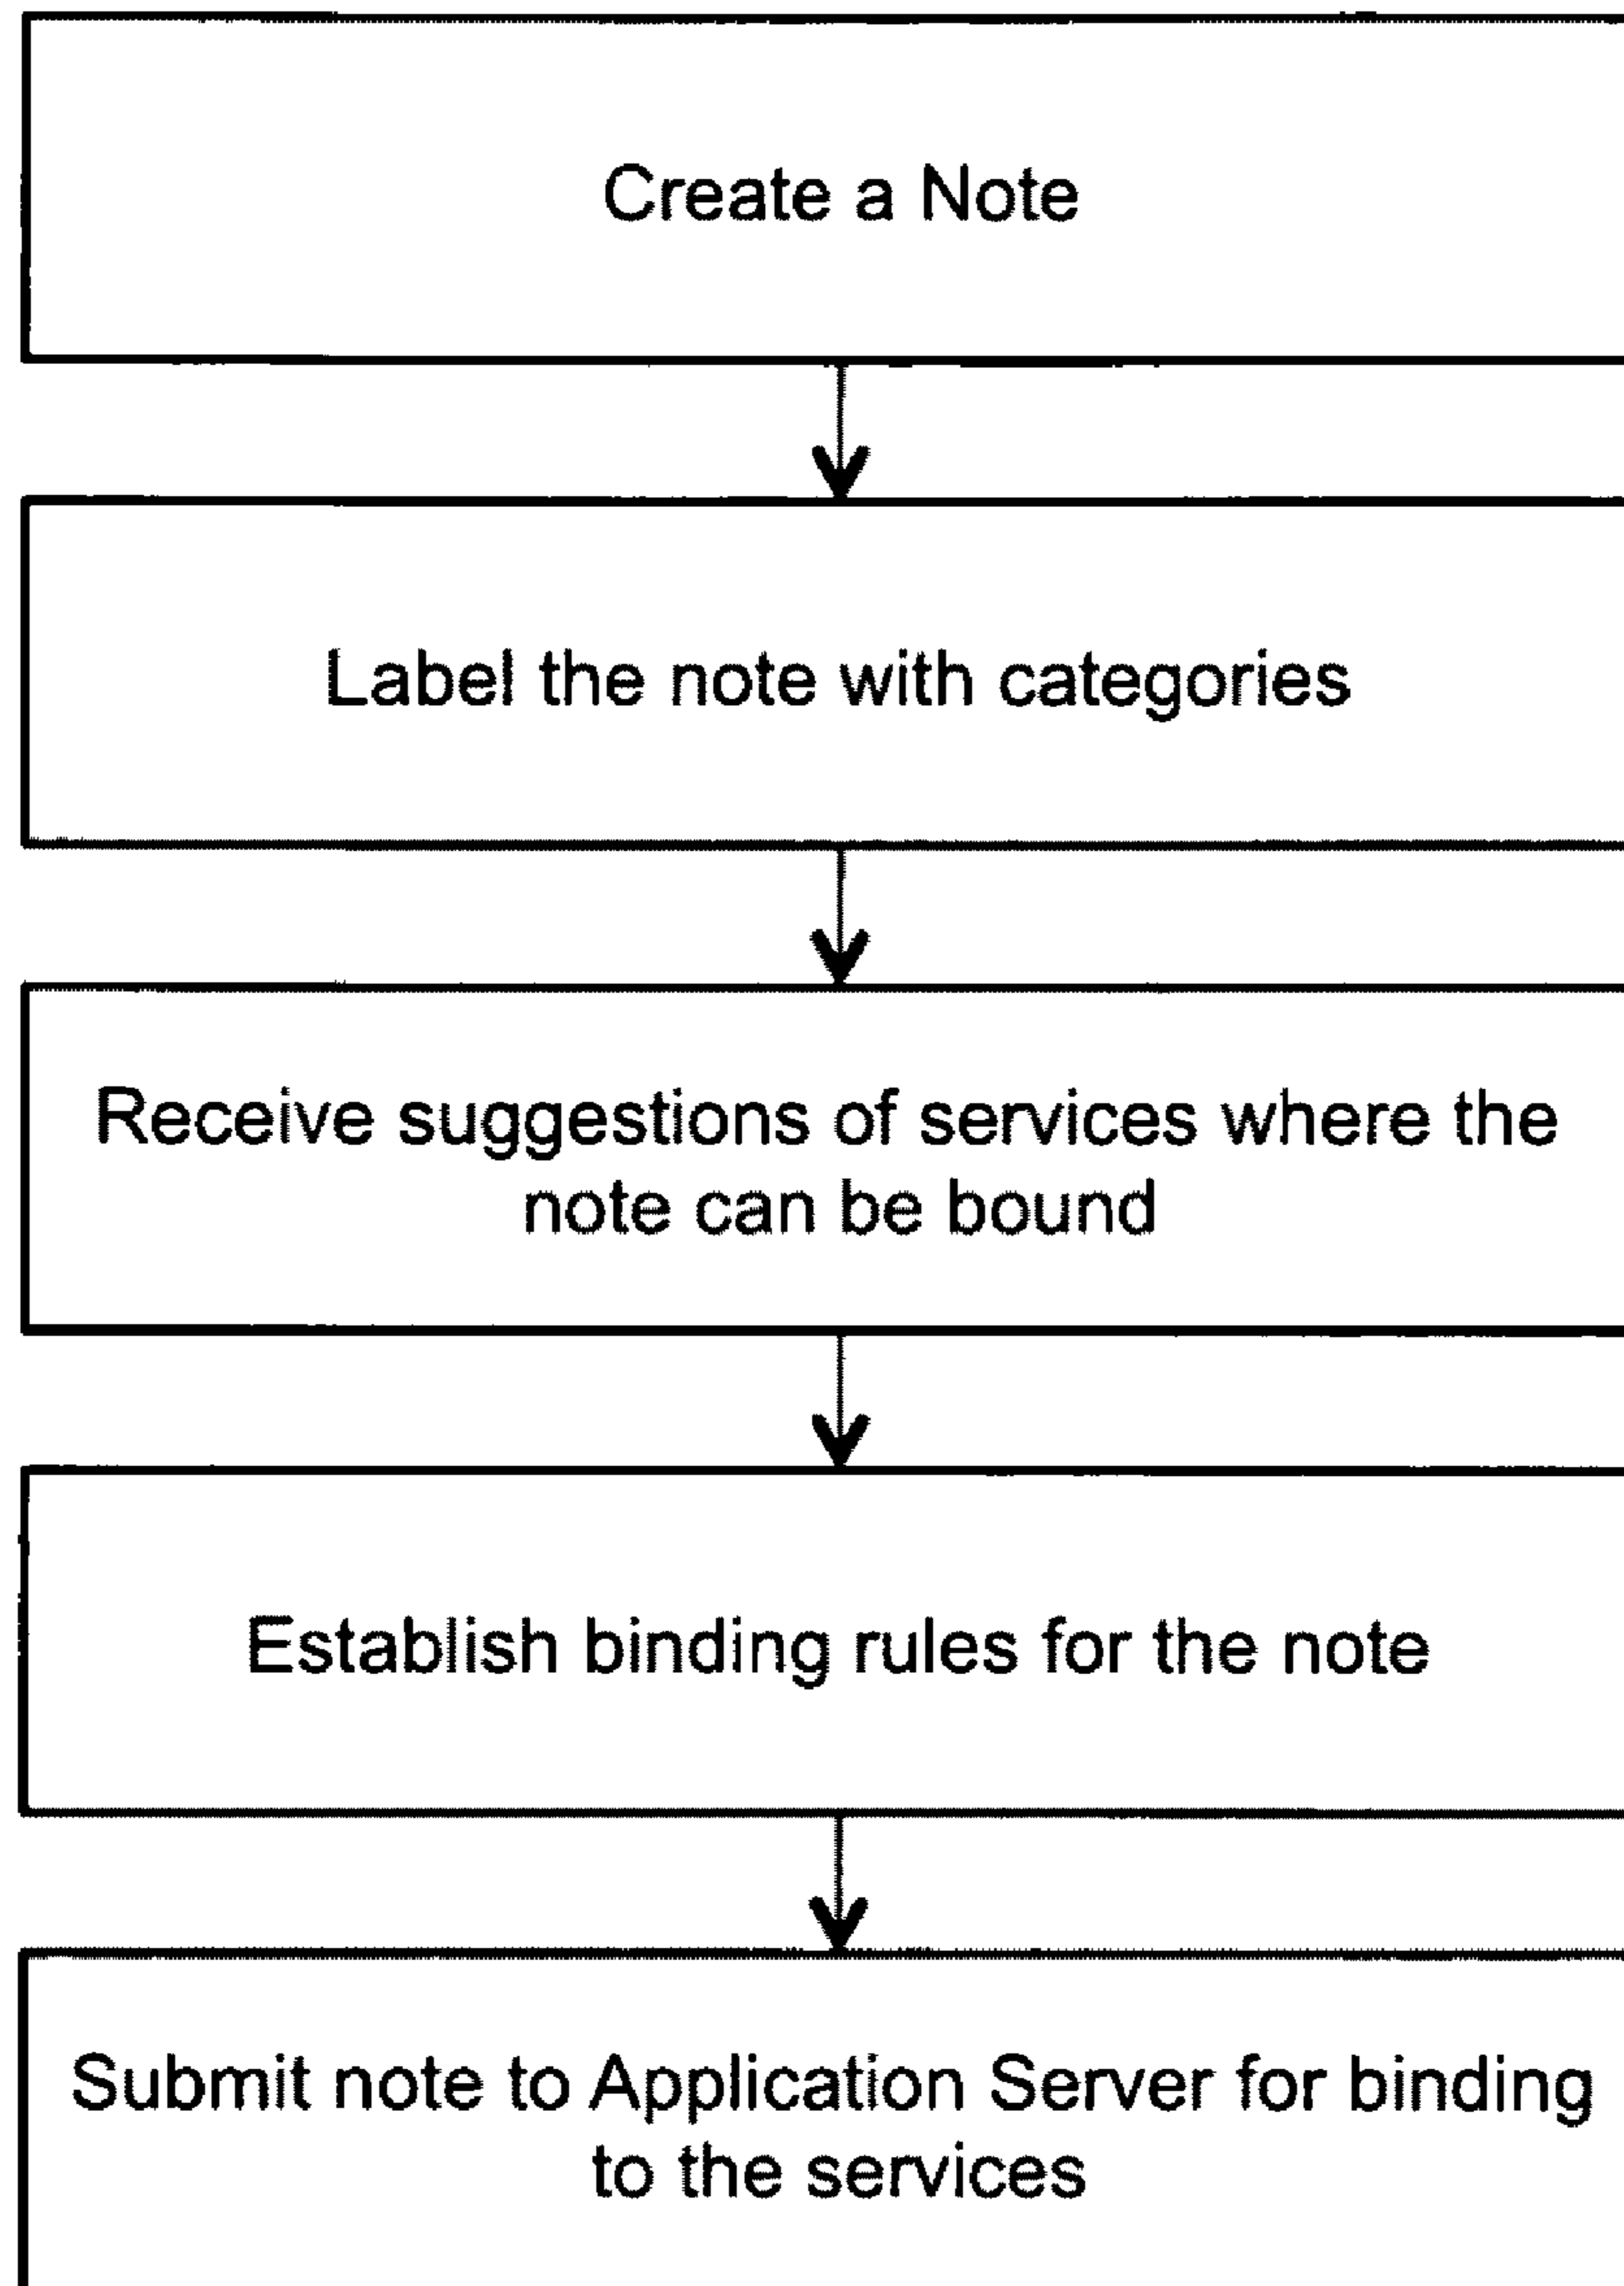 Create a Note
Label the note with categories
Receive suggestions of services where the
note can be bound
Establish binding rules for the note
Submit note to Application Server for binding
to the services